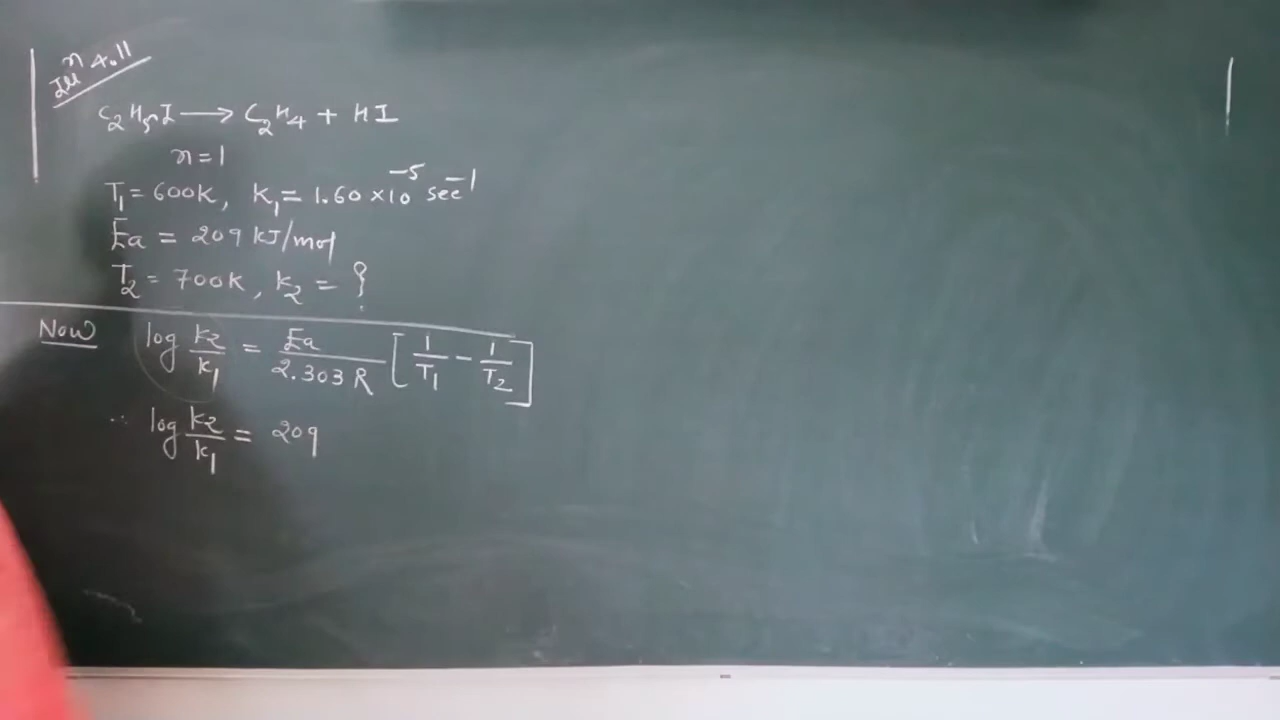 In 4.11
C₂H₅I ⟶ C₂H₄ + HI
n = 1
T₁ = 600K, K₁ = 1.60 × 10⁻⁵ sec⁻¹
Ea = 209 kJ/mol
T₂ = 700K, k₂ = ?
Now log k₂/k₁ = Ea/2.303 R [1/T₁ − 1/T₂]
∴ log k₂/k₁ = 209